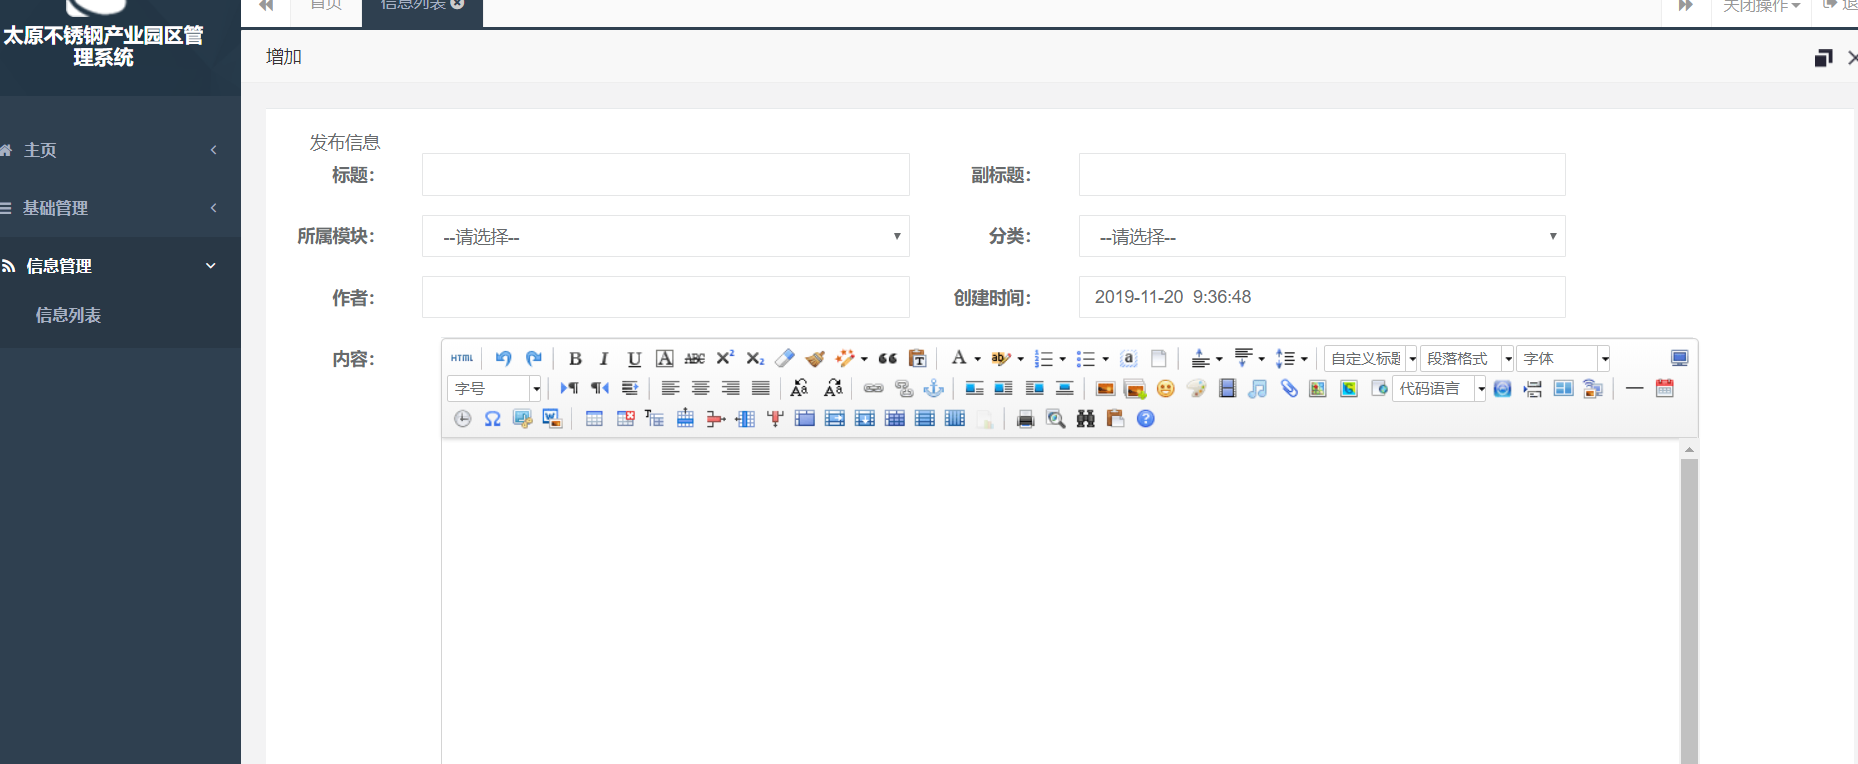 太原不锈钢产业园区管
理系统
首页
信息列表
关闭操作
退
增加
主页
基础管理
信息管理
信息列表
发布信息
标题：
副标题：
所属模块：
--请选择--
分类：
--请选择--
作者：
创建时间：
2019-11-20 9:36:48
内容：
HTML
B I U A ABC X² X₂
自定义标题
段落格式
字体
字号
代码语言